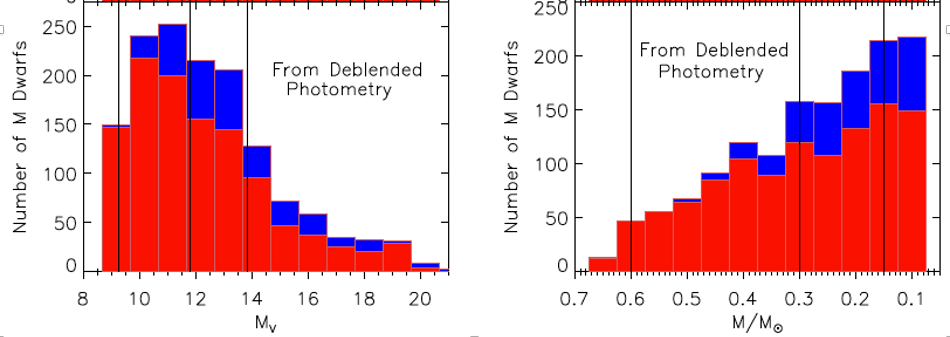 250
200
150
100
50
0
Number of M Dwarfs
From Deblended
Photometry
8 10 12 14 16 18 20
Mv
250
200
150
100
50
0
Number of M Dwarfs
From Deblended
Photometry
0.7 0.6 0.5 0.4 0.3 0.2 0.1
M/M☉